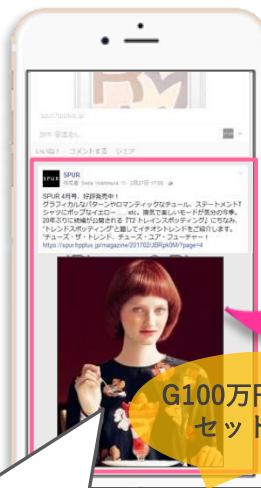 spur.hpplus.jp
いいね! コメントする シェア
SPUR
SPUR
SPUR 4月号、好評発売中!
グラフィカルなパターンやロマンティックなチュール、ステートメントT
シャツにポップなイエロー……etc. 陽気で楽しいモードが気分の今季。
20年ぶりに続編が公開される『T2 トレインスポッティング』にちなみ、
"トレンドスポッティング"と題してイチオシトレンドをご紹介します。
"チューズ・ザ・トレンド、チューズ・ユア・フューチャー!
https://spur.hpplus.jp/magazine/201702/JBRpk0M/?page=4
G100万円
セット